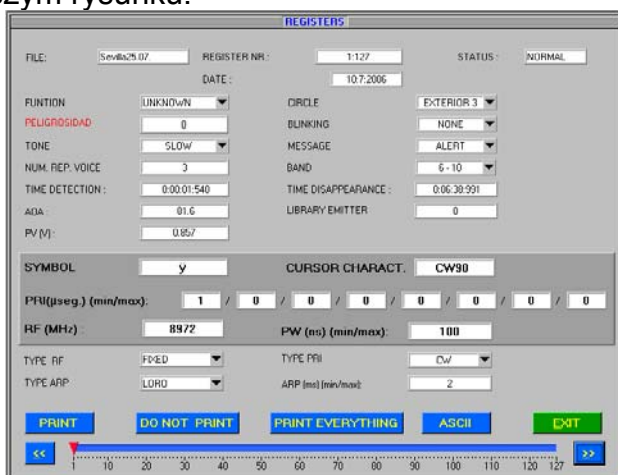 szym rysunku.
REGISTERS
FILE: Sevilla25.07 REGISTER NR.: 1:127 STATUS: NORMAL
DATE: 10:7:2006
FUNTION UNKNOWN CIRCLE EXTERIOR 3
PELIGROSIDAD 0 BLINKING NONE
TONE SLOW MESSAGE ALERT
NUM. REP. VOICE 3 BAND 6 - 10
TIME DETECTION: 0:00:01:540 TIME DISAPPEARANCE: 0:06:38:991
AOA 01.6 LIBRARY EMITTER 0
PV (V): 0.857
SYMBOL y CURSOR CHARACT. CW90
PRI(µseg.) (min/max): 1 / 0 / 0 / 0 / 0 / 0 / 0 / 0
RF (MHz) 8972 PW (ns) (min/max): 100
TYPE RF FIXED TYPE PRI CW
TYPE ARP LORO ARP (ms) (min/max): 2
PRINT DO NOT PRINT PRINT EVERYTHING ASCII EXIT
<< 1 10 20 30 40 50 60 70 80 90 100 110 120 127 >>